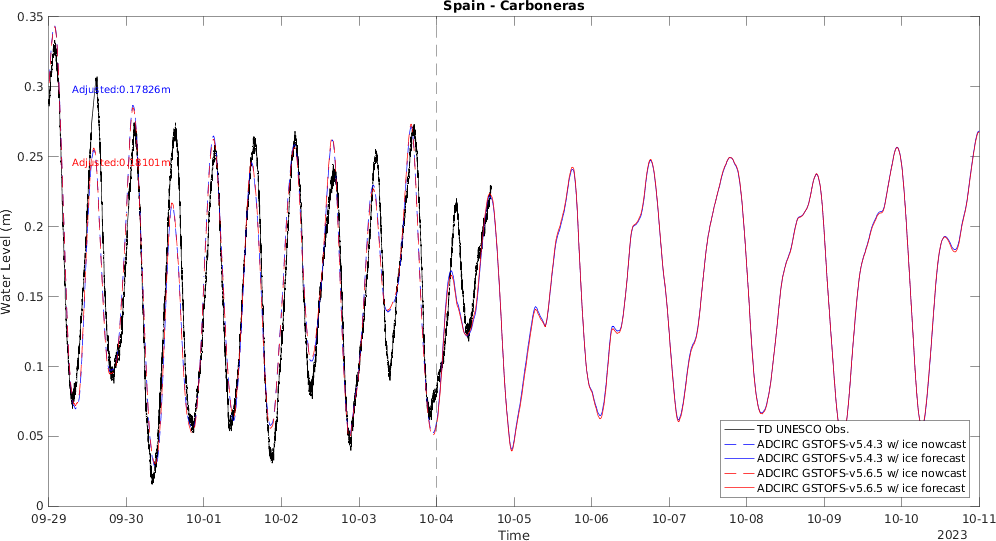 Spain - Carboneras
0.35
0.3
0.25
0.2
0.15
0.1
0.05
0
Water Level (m)
Adjusted:0.17826m
Adjusted:0.18101m
TD UNESCO Obs.
ADCIRC GSTOFS-v5.4.3 w/ ice nowcast
ADCIRC GSTOFS-v5.4.3 w/ ice forecast
ADCIRC GSTOFS-v5.6.5 w/ ice nowcast
ADCIRC GSTOFS-v5.6.5 w/ ice forecast
09-29 09-30 10-01 10-02 10-03 10-04 10-05 10-06 10-07 10-08 10-09 10-10 10-11
Time
2023